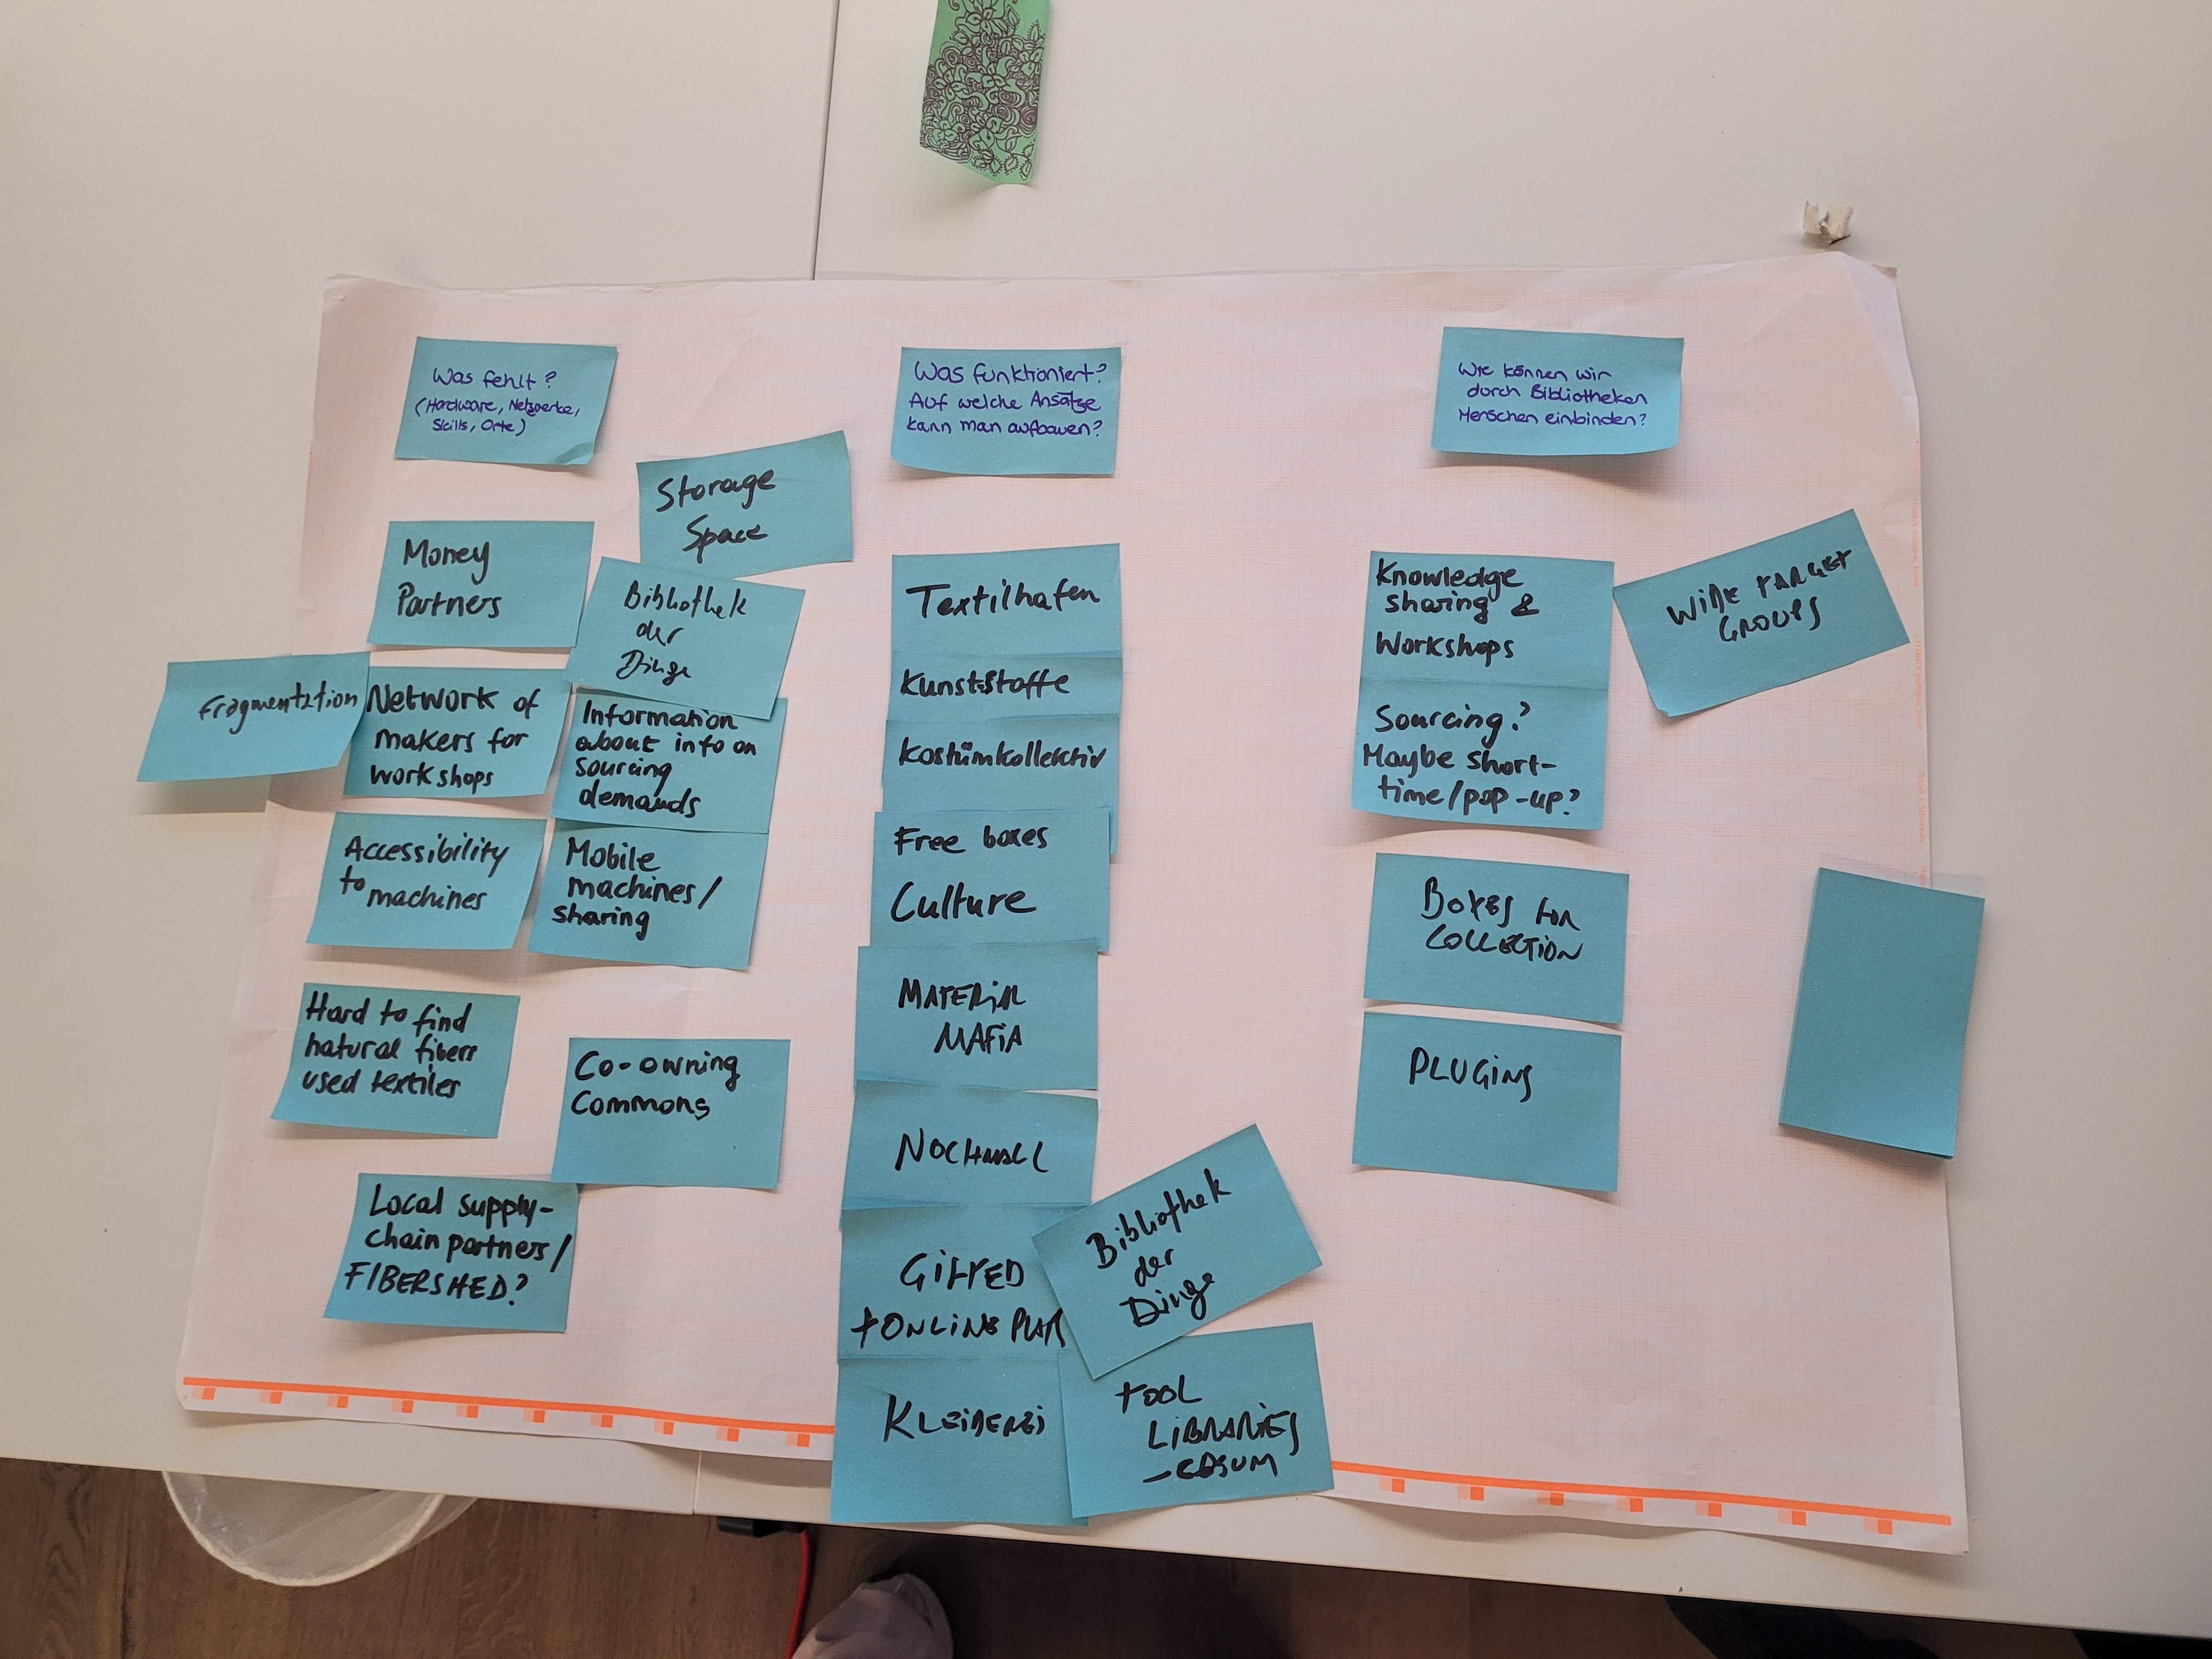 Was fehlt?
(Hardware, Netzwerke,
Skills, Orte)
Storage
Space
Money
Partners
Bibliothek
der
Dinge
Fragmentation
Network of
makers for
workshops
Information
about info on
sourcing
demands
Accessibility
to machines
Mobile
machines/
sharing
Hard to find
natural fibers
used textiles
Co-owning
Commons
Local supply-
chain partners/
FIBERSHED?
Was funktioniert?
Auf welche Ansätze
kann man aufbauen?
Textilhafen
Kunststoffe
Kostümkollektiv
Free boxes
Culture
MATERIAL
MAFIA
NOCHMALL
GIFTED
+ONLINE PLAT
Bibliothek
der
Dinge
KLEIDEREI
TOOL
LIBRARIES
Wie können wir
durch Bibliotheken
Menschen einbinden?
Knowledge
sharing &
Workshops
WIDE TARGET
GROUPS
Sourcing?
Maybe short-
time/pop-up?
BOXES FOR
COLLECTION
PLUGINS